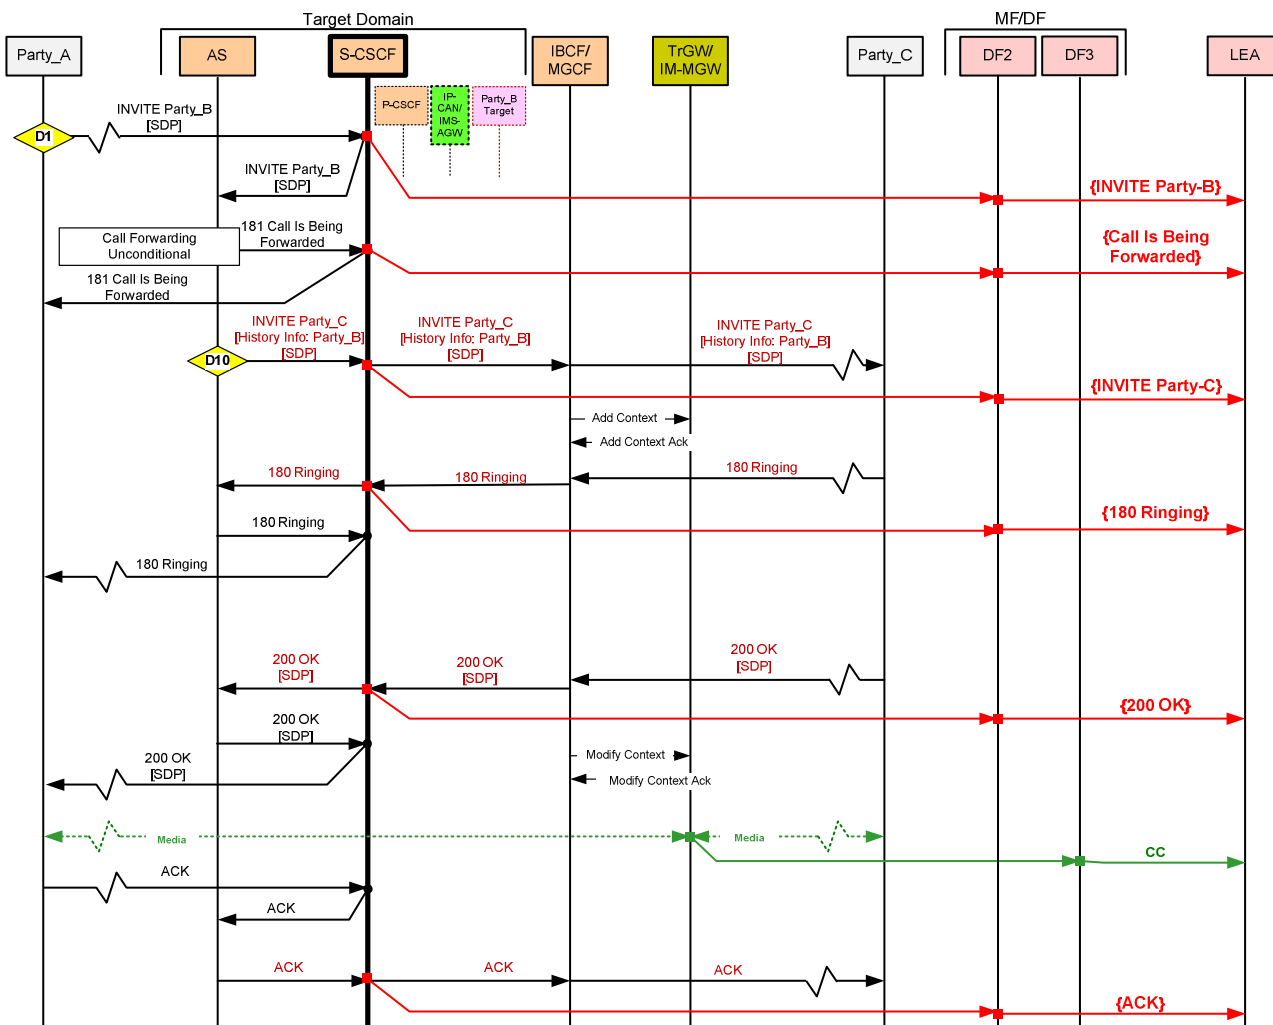 Target Domain
MF/DF
Party_A
AS
S-CSCF
IBCF/
MGCF
TrGW/
IM-MGW
Party_C
DF2
DF3
LEA
P-CSCF
IP-
CAN/
IMS-
AGW
Party_B
Target
INVITE Party_B
[SDP]
D1
INVITE Party_B
[SDP]
{INVITE Party-B}
Call Forwarding
Unconditional
181 Call Is Being
Forwarded
{Call Is Being
Forwarded}
181 Call Is Being
Forwarded
INVITE Party_C
[History Info: Party_B]
[SDP]
INVITE Party_C
[History Info: Party_B]
[SDP]
INVITE Party_C
[History Info: Party_B]
[SDP]
D10
{INVITE Party-C}
Add Context
Add Context Ack
180 Ringing
180 Ringing
180 Ringing
{180 Ringing}
180 Ringing
180 Ringing
200 OK
[SDP]
200 OK
[SDP]
200 OK
[SDP]
{200 OK}
200 OK
[SDP]
Modify Context
200 OK
[SDP]
Modify Context Ack
Media
Media
CC
ACK
ACK
ACK
ACK
ACK
{ACK}